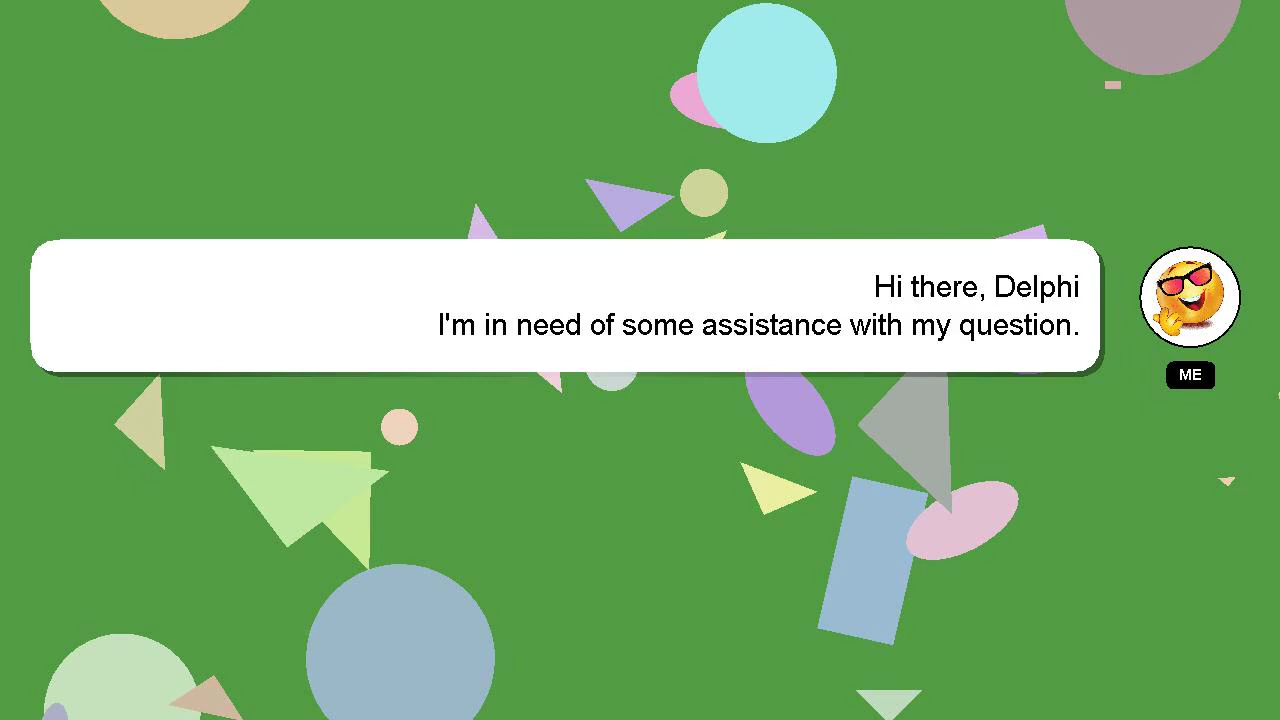 Hi there, Delphi
I'm in need of some assistance with my question.
ME